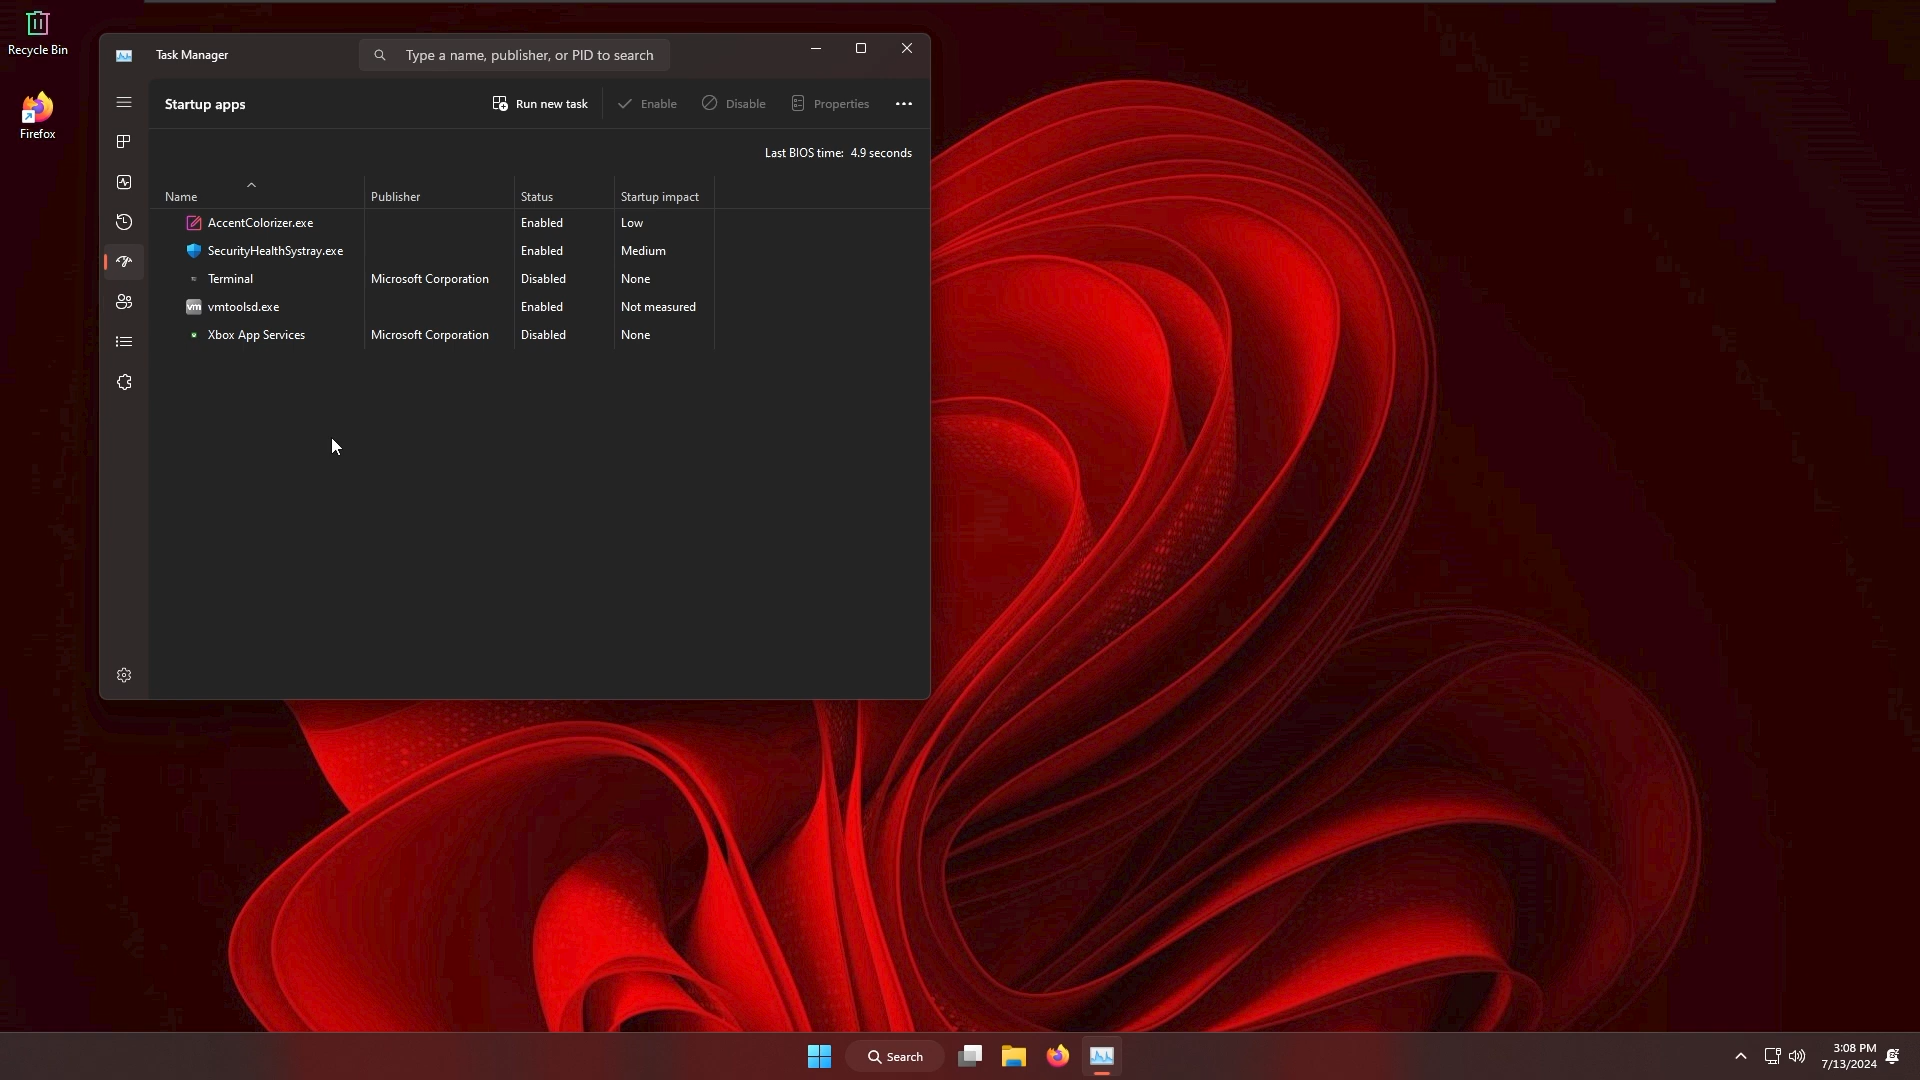 Recycle Bin
Firefox
Task Manager
Type a name, publisher, or PID to search
Startup apps
Run new task
Enable
Disable
Properties
Last BIOS time: 4.9 seconds
Name Publisher Status Startup impact
AccentColorizer.exe Enabled Low
SecurityHealthSystray.exe Enabled Medium
Terminal Microsoft Corporation Disabled None
vm vmtoolsd.exe Enabled Not measured
Xbox App Services Microsoft Corporation Disabled None
Search
3:08 PM
7/13/2024